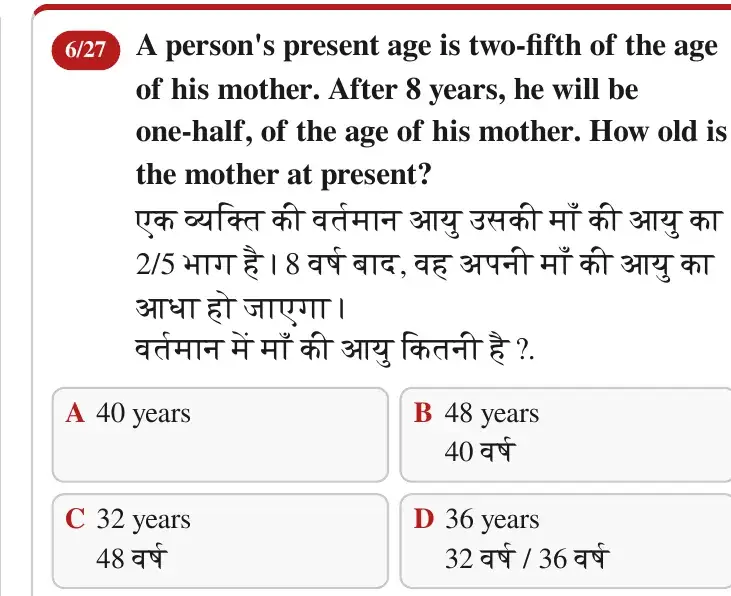 6/27 A person's present age is two-fifth of the age
of his mother. After 8 years, he will be
one-half, of the age of his mother. How old is
the mother at present?
एक व्यक्ति की वर्तमान आयु उसकी माँ की आयु का
2/5 भाग है। 8 वर्ष बाद, वह अपनी माँ की आयु का
आधा हो जाएगा।
वर्तमान में माँ की आयु कितनी है ?.
A 40 years
B 48 years
40 वर्ष
C 32 years
48 वर्ष
D 36 years
32 वर्ष / 36 वर्ष